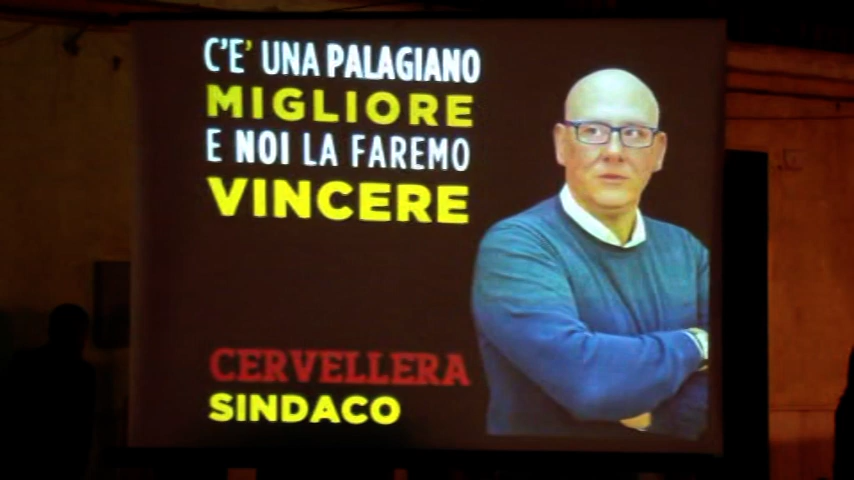 C'E' UNA PALAGIANO
MIGLIORE
E NOI LA FAREMO
VINCERE
CERVELLERA
SINDACO